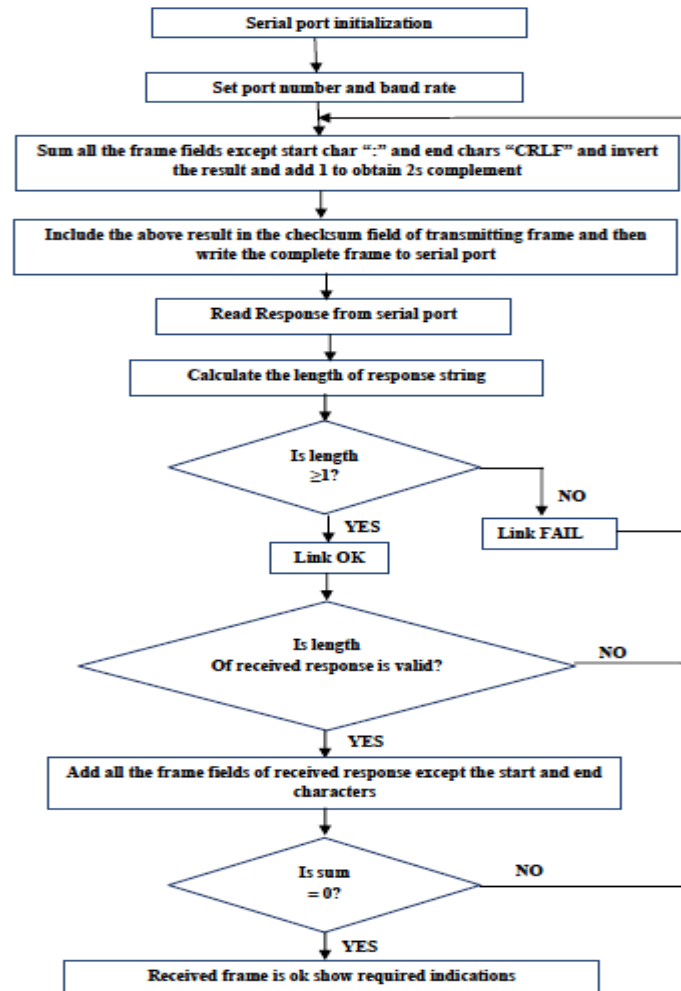 Serial port initialization
Set port number and baud rate
Sum all the frame fields except start char “:” and end chars “CRLF” and invert
the result and add 1 to obtain 2s complement
Include the above result in the checksum field of transmitting frame and then
write the complete frame to serial port
Read Response from serial port
Calculate the length of response string
Is length
≥1?
NO
YES
Link FAIL
Link OK
Is length
Of received response is valid?
NO
YES
Add all the frame fields of received response except the start and end
characters
Is sum
= 0?
NO
YES
Received frame is ok show required indications